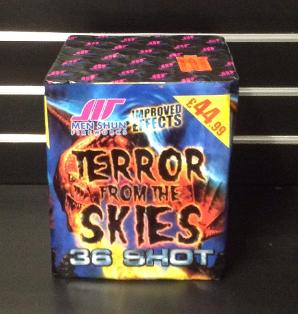 MEN SHUN
FIREWORKS
IMPROVED
EFFECTS
£44.99
TERROR
FROM THE
SKIES
36 SHOT